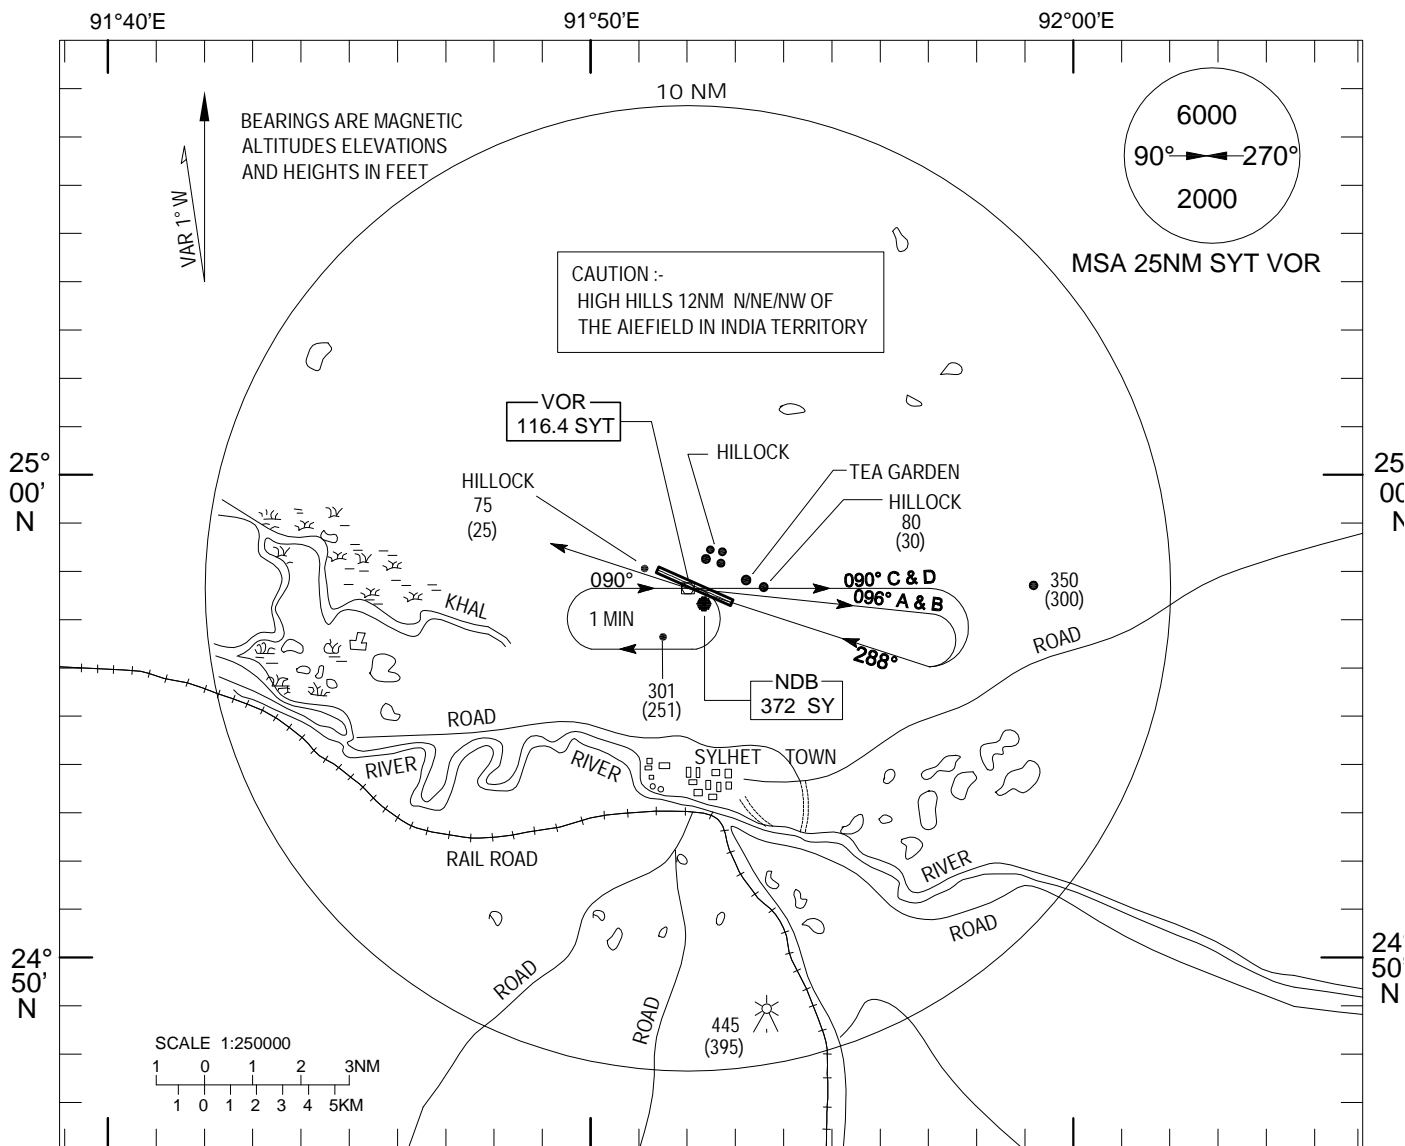 91°40'E
91°50'E
92°00'E
10 NM
BEARINGS ARE MAGNETIC
ALTITUDES ELEVATIONS
AND HEIGHTS IN FEET
VAR 1° W
6000
90° 270°
2000
MSA 25NM SYT VOR
CAUTION :-
HIGH HILLS 12NM N/NE/NW OF
THE AIEFIELD IN INDIA TERRITORY
VOR
116.4 SYT
HILLOCK
TEA GARDEN
HILLOCK
75
(25)
HILLOCK
80
(30)
25°
00'
N
25
00
N
090°
090° C & D
096° A & B
350
(300)
1 MIN
KHAL
288°
ROAD
301
(251)
NDB
372 SY
ROAD
RIVER
RIVER
SYLHET TOWN
RAIL ROAD
RIVER
ROAD
ROAD
ROAD
24°
50'
N
24°
50'
N
445
(395)
SCALE 1:250000
1 0 1 2 3NM
1 0 1 2 3 4 5KM